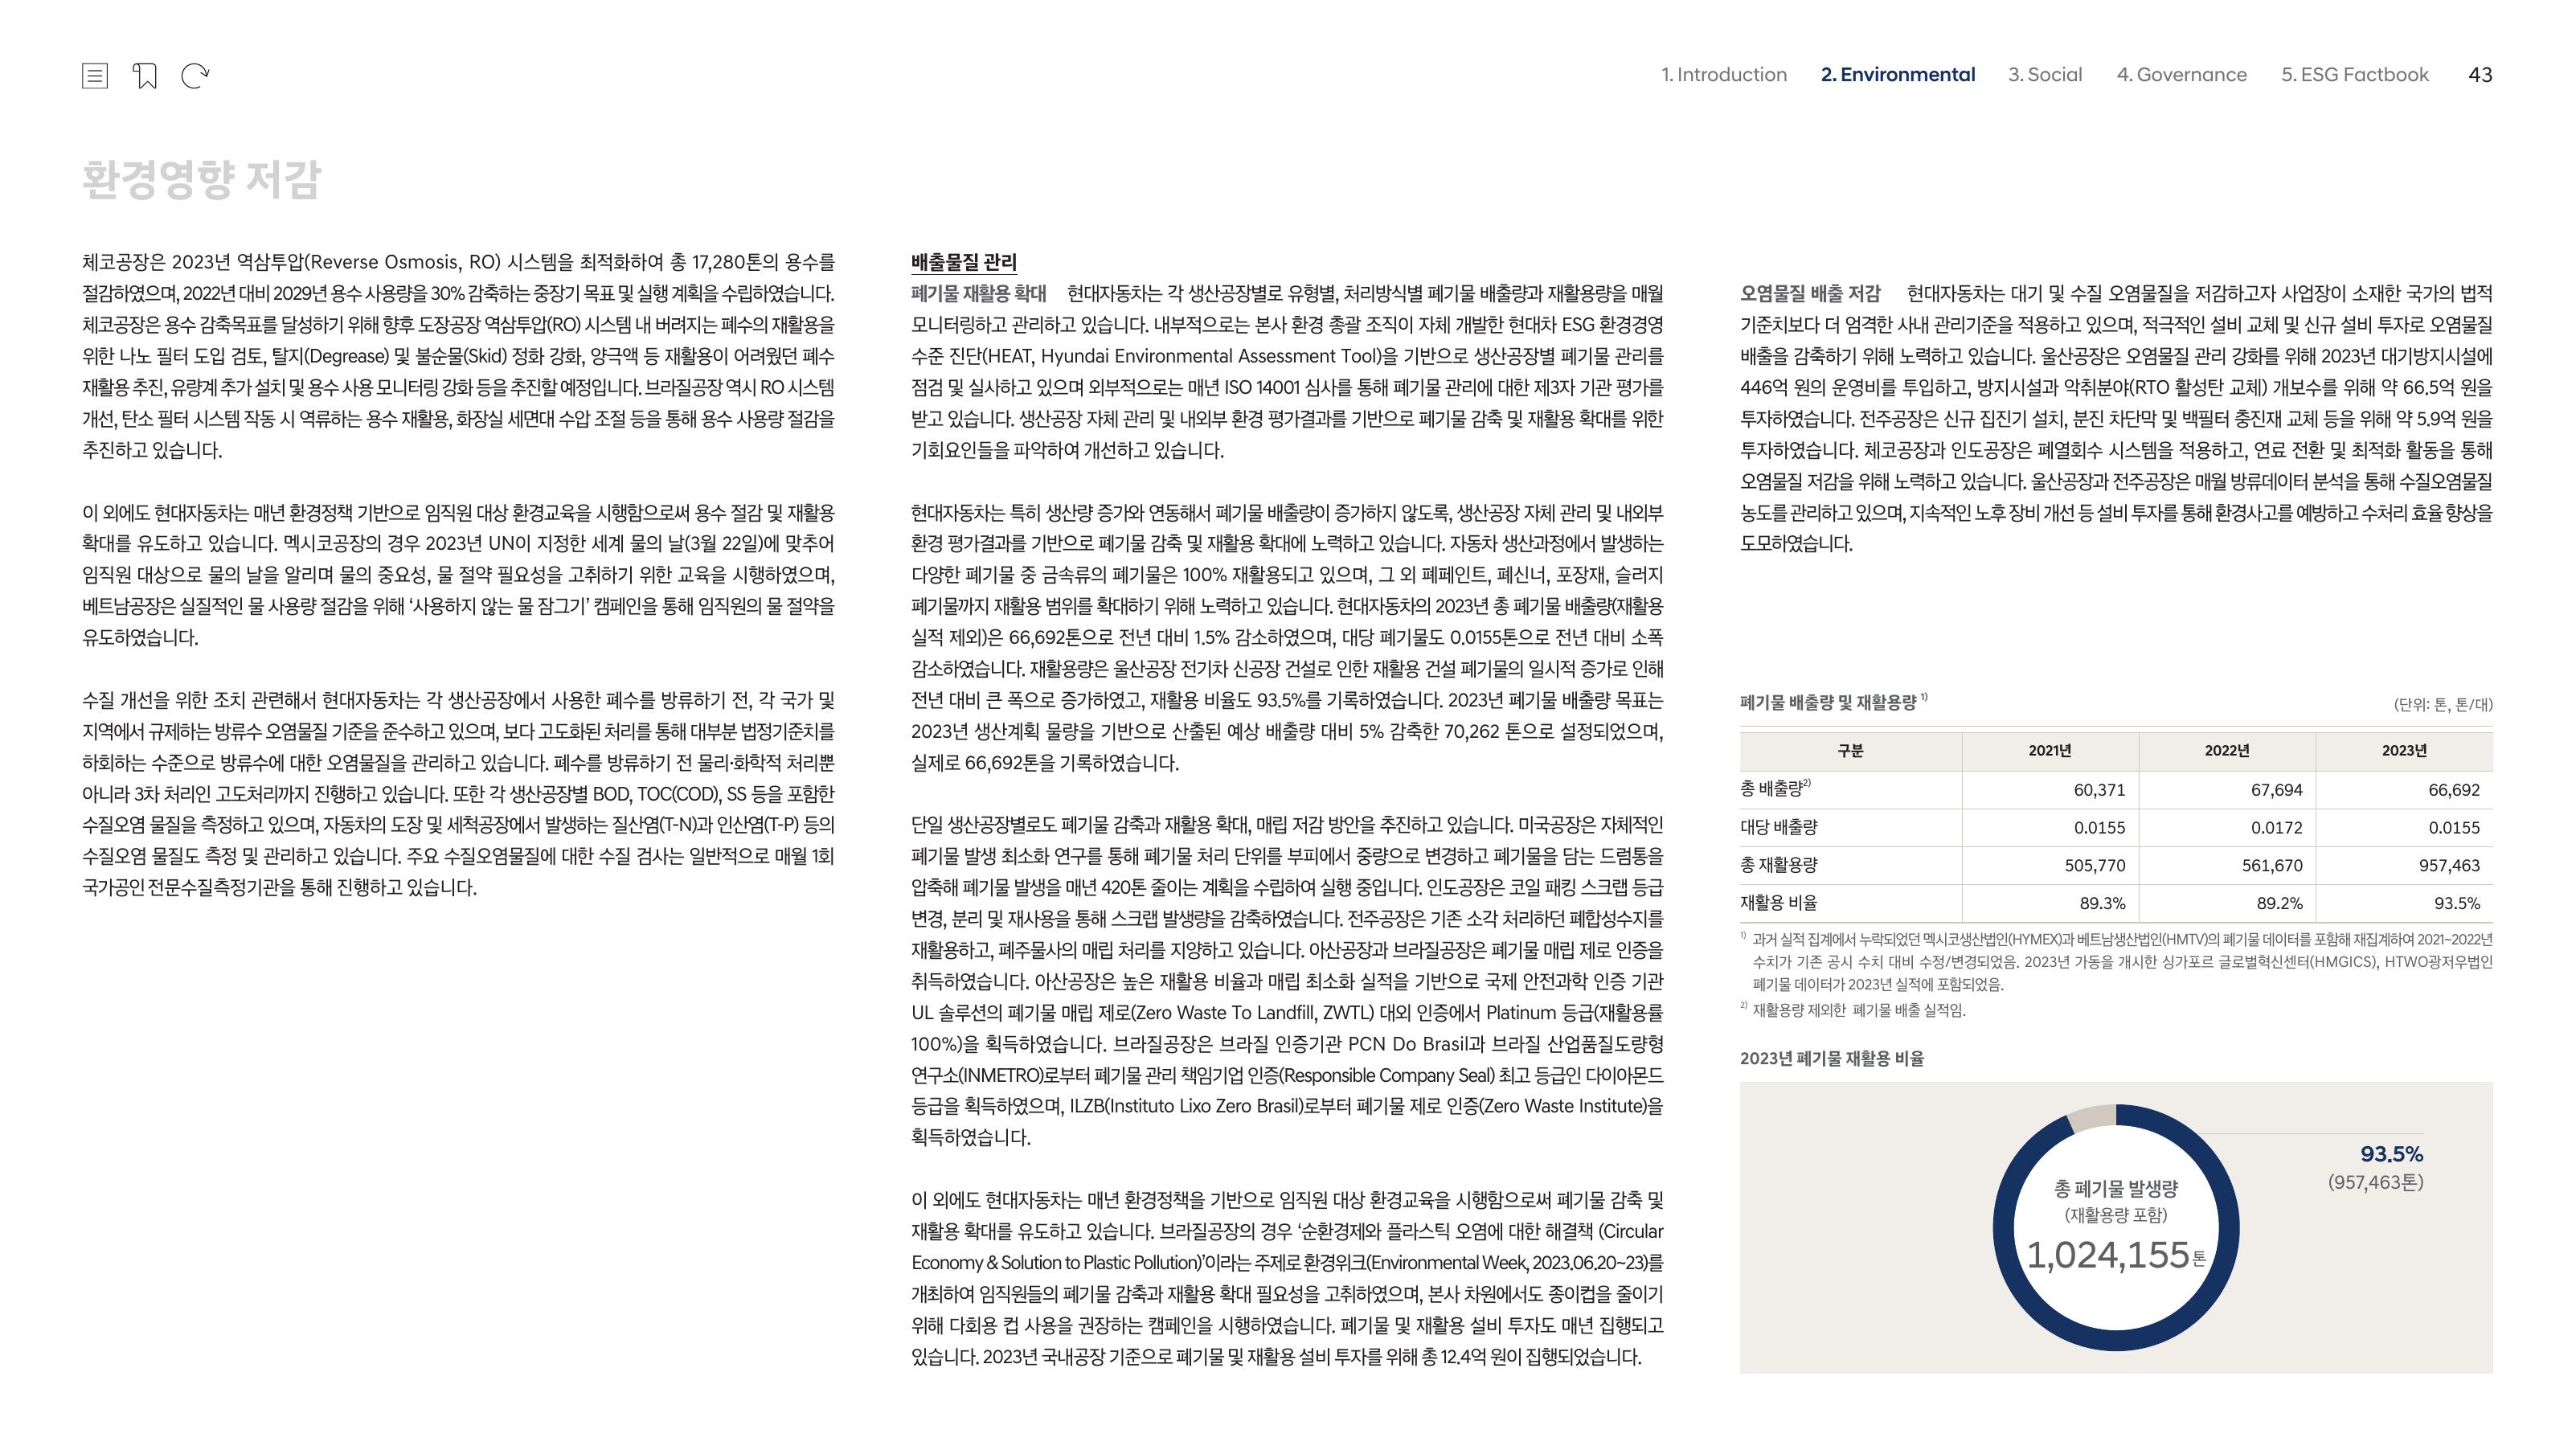 1. Introduction 2. Environmental 3. Social 4. Governance 5. ESG Factbook 43
환경영향 저감
체코공장은 2023년 역삼투압(Reverse Osmosis, RO) 시스템을 최적화하여 총 17,280톤의 용수를
절감하였으며, 2022년 대비 2029년 용수 사용량을 30% 감축하는 중장기 목표 및 실행 계획을 수립하였습니다.
체코공장은 용수 감축목표를 달성하기 위해 향후 도장공장 역삼투압(RO) 시스템 내 버려지는 폐수의 재활용을
위한 나노 필터 도입 검토, 탈지(Degrease) 및 불순물(Skid) 정화 강화, 양극액 등 재활용이 어려웠던 폐수
재활용 추진, 유량계 추가 설치 및 용수 사용 모니터링 강화 등을 추진할 예정입니다. 브라질공장 역시 RO 시스템
개선, 탄소 필터 시스템 작동 시 역류하는 용수 재활용, 화장실 세면대 수압 조절 등을 통해 용수 사용량 절감을
추진하고 있습니다.
이 외에도 현대자동차는 매년 환경정책 기반으로 임직원 대상 환경교육을 시행함으로써 용수 절감 및 재활용
확대를 유도하고 있습니다. 멕시코공장의 경우 2023년 UN이 지정한 세계 물의 날(3월 22일)에 맞추어
임직원 대상으로 물의 날을 알리며 물의 중요성, 물 절약 필요성을 고취하기 위한 교육을 시행하였으며,
베트남공장은 실질적인 물 사용량 절감을 위해 ‘사용하지 않는 물 잠그기’ 캠페인을 통해 임직원의 물 절약을
유도하였습니다.
수질 개선을 위한 조치 관련해서 현대자동차는 각 생산공장에서 사용한 폐수를 방류하기 전, 각 국가 및
지역에서 규제하는 방류수 오염물질 기준을 준수하고 있으며, 보다 고도화된 처리를 통해 대부분 법정기준치를
하회하는 수준으로 방류수에 대한 오염물질을 관리하고 있습니다. 폐수를 방류하기 전 물리·화학적 처리뿐
아니라 3차 처리인 고도처리까지 진행하고 있습니다. 또한 각 생산공장별 BOD, TOC(COD), SS 등을 포함한
수질오염 물질을 측정하고 있으며, 자동차의 도장 및 세척공장에서 발생하는 질산염(T-N)과 인산염(T-P) 등의
수질오염 물질도 측정 및 관리하고 있습니다. 주요 수질오염물질에 대한 수질 검사는 일반적으로 매월 1회
국가공인 전문수질측정기관을 통해 진행하고 있습니다.
배출물질 관리
폐기물 재활용 확대 현대자동차는 각 생산공장별로 유형별, 처리방식별 폐기물 배출량과 재활용량을 매월
모니터링하고 관리하고 있습니다. 내부적으로는 본사 환경 총괄 조직이 자체 개발한 현대차 ESG 환경경영
수준 진단(HEAT, Hyundai Environmental Assessment Tool)을 기반으로 생산공장별 폐기물 관리를
점검 및 실사하고 있으며 외부적으로는 매년 ISO 14001 심사를 통해 폐기물 관리에 대한 제3자 기관 평가를
받고 있습니다. 생산공장 자체 관리 및 내외부 환경 평가결과를 기반으로 폐기물 감축 및 재활용 확대를 위한
기회요인들을 파악하여 개선하고 있습니다.
현대자동차는 특히 생산량 증가와 연동해서 폐기물 배출량이 증가하지 않도록, 생산공장 자체 관리 및 내외부
환경 평가결과를 기반으로 폐기물 감축 및 재활용 확대에 노력하고 있습니다. 자동차 생산과정에서 발생하는
다양한 폐기물 중 금속류의 폐기물은 100% 재활용되고 있으며, 그 외 폐페인트, 폐신너, 포장재, 슬러지
폐기물까지 재활용 범위를 확대하기 위해 노력하고 있습니다. 현대자동차의 2023년 총 폐기물 배출량(재활용
실적 제외)은 66,692톤으로 전년 대비 1.5% 감소하였으며, 대당 폐기물도 0.0155톤으로 전년 대비 소폭
감소하였습니다. 재활용량은 울산공장 전기차 신공장 건설로 인한 재활용 건설 폐기물의 일시적 증가로 인해
전년 대비 큰 폭으로 증가하였고, 재활용 비율도 93.5%를 기록하였습니다. 2023년 폐기물 배출량 목표는
2023년 생산계획 물량을 기반으로 산출된 예상 배출량 대비 5% 감축한 70,262 톤으로 설정되었으며,
실제로 66,692톤을 기록하였습니다.
단일 생산공장별로도 폐기물 감축과 재활용 확대, 매립 저감 방안을 추진하고 있습니다. 미국공장은 자체적인
폐기물 발생 최소화 연구를 통해 폐기물 처리 단위를 부피에서 중량으로 변경하고 폐기물을 담는 드럼통을
압축해 폐기물 발생을 매년 420톤 줄이는 계획을 수립하여 실행 중입니다. 인도공장은 코일 패킹 스크랩 등급
변경, 분리 및 재사용을 통해 스크랩 발생량을 감축하였습니다. 전주공장은 기존 소각 처리하던 폐합성수지를
재활용하고, 폐주물사의 매립 처리를 지양하고 있습니다. 아산공장과 브라질공장은 폐기물 매립 제로 인증을
취득하였습니다. 아산공장은 높은 재활용 비율과 매립 최소화 실적을 기반으로 국제 안전과학 인증 기관
UL 솔루션의 폐기물 매립 제로(Zero Waste To Landfill, ZWTL) 대외 인증에서 Platinum 등급(재활용률
100%)을 획득하였습니다. 브라질공장은 브라질 인증기관 PCN Do Brasil과 브라질 산업품질도량형
연구소(INMETRO)로부터 폐기물 관리 책임기업 인증(Responsible Company Seal) 최고 등급인 다이아몬드
등급을 획득하였으며, ILZB(Instituto Lixo Zero Brasil)로부터 폐기물 제로 인증(Zero Waste Institute)을
획득하였습니다.
이 외에도 현대자동차는 매년 환경정책을 기반으로 임직원 대상 환경교육을 시행함으로써 폐기물 감축 및
재활용 확대를 유도하고 있습니다. 브라질공장의 경우 ‘순환경제와 플라스틱 오염에 대한 해결책 (Circular
Economy & Solution to Plastic Pollution)’이라는 주제로 환경위크(Environmental Week, 2023.06.20~23)를
개최하여 임직원들의 폐기물 감축과 재활용 확대 필요성을 고취하였으며, 본사 차원에서도 종이컵을 줄이기
위해 다회용 컵 사용을 권장하는 캠페인을 시행하였습니다. 폐기물 및 재활용 설비 투자도 매년 집행되고
있습니다. 2023년 국내공장 기준으로 폐기물 및 재활용 설비 투자를 위해 총 12.4억 원이 집행되었습니다.
오염물질 배출 저감 현대자동차는 대기 및 수질 오염물질을 저감하고자 사업장이 소재한 국가의 법적
기준치보다 더 엄격한 사내 관리기준을 적용하고 있으며, 적극적인 설비 교체 및 신규 설비 투자로 오염물질
배출을 감축하기 위해 노력하고 있습니다. 울산공장은 오염물질 관리 강화를 위해 2023년 대기방지시설에
446억 원의 운영비를 투입하고, 방지시설과 악취분야(RTO 활성탄 교체) 개보수를 위해 약 66.5억 원을
투자하였습니다. 전주공장은 신규 집진기 설치, 분진 차단막 및 백필터 충진재 교체 등을 위해 약 5.9억 원을
투자하였습니다. 체코공장과 인도공장은 폐열회수 시스템을 적용하고, 연료 전환 및 최적화 활동을 통해
오염물질 저감을 위해 노력하고 있습니다. 울산공장과 전주공장은 매월 방류데이터 분석을 통해 수질오염물질
농도를 관리하고 있으며, 지속적인 노후 장비 개선 등 설비 투자를 통해 환경사고를 예방하고 수처리 효율 향상을
도모하였습니다.
폐기물 배출량 및 재활용량 1) (단위: 톤, 톤/대)
구분 2021년 2022년 2023년
총 배출량2) 60,371 67,694 66,692
대당 배출량 0.0155 0.0172 0.0155
총 재활용량 505,770 561,670 957,463
재활용 비율 89.3% 89.2% 93.5%
1) 과거 실적 집계에서 누락되었던 멕시코생산법인(HYMEX)과 베트남생산법인(HMTV)의 폐기물 데이터를 포함해 재집계하여 2021~2022년
수치가 기존 공시 수치 대비 수정/변경되었음. 2023년 가동을 개시한 싱가포르 글로벌혁신센터(HMGICS), HTWO광저우법인
폐기물 데이터가 2023년 실적에 포함되었음.
2) 재활용량 제외한 폐기물 배출 실적임.
2023년 폐기물 재활용 비율
93.5%
(957,463톤)
총 폐기물 발생량
(재활용량 포함)
1,024,155톤